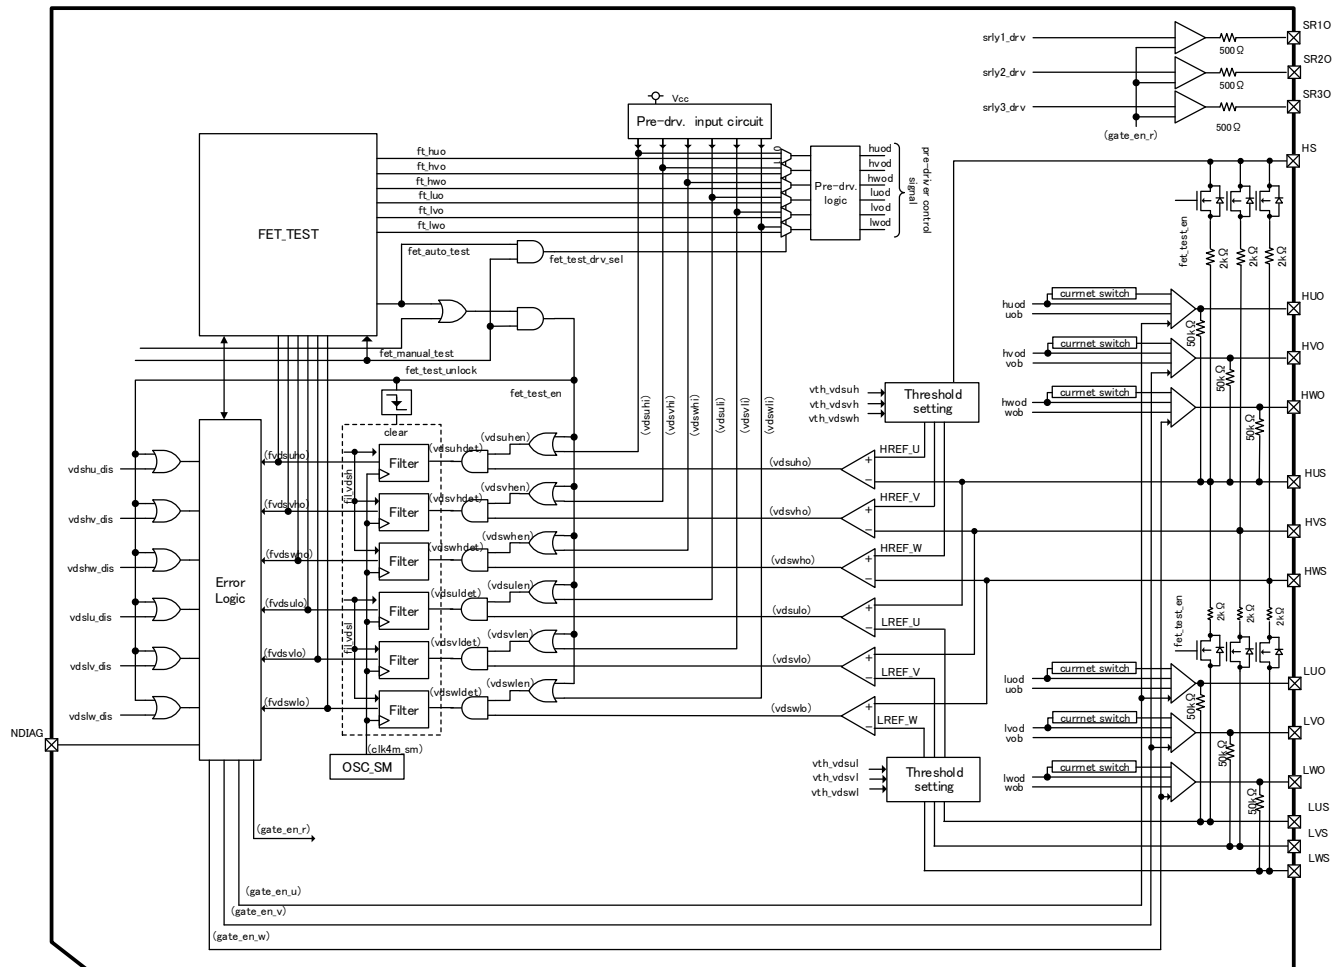 SR1O
srly1_drv
500Ω
SR2O
srly2_drv
500Ω
SR3O
srly3_drv
500Ω
(gate_en_r)
Vcc
Pre-drv. input circuit
HS
ft_huo
ft_hvo
ft_hwo
ft_luo
ft_lvo
ft_lwo
0
1
Pre-drv.
logic
huod
hvod
hwod
luod
lvod
lwod
pre-driver control
signal
FET_TEST
fet_auto_test
fet_test_drv_sel
fet_test_en
2kΩ
2kΩ
2kΩ
currnet switch
huod
uob
HUO
50kΩ
currnet switch
hvod
vob
HVO
50kΩ
currnet switch
hwod
wob
HWO
50kΩ
fet_manual_test
fet_test_unlock
fet_test_en
vth_vdsuh
vth_vdsvh
vth_vdswh
Threshold
setting
(vdsuhi)
(vdsvhi)
(vdswhi)
(vdsuli)
(vdsvli)
(vdswli)
clear
fil_vdsh
fil_vdsl
vdshu_dis
(fvdsuho)
Filter
(vdsuhdet)
(vdsuhen)
(vdsuho)
HREF_U
+
−
HUS
vdshv_dis
(fvdsvho)
Filter
(vdsvhdet)
(vdsvhen)
(vdsvho)
HREF_V
+
−
HVS
vdshw_dis
(fvdswho)
Filter
(vdswhdet)
(vdswhen)
(vdswho)
HREF_W
+
−
HWS
Error
Logic
vdslu_dis
(fvdsulo)
Filter
(vdsuldet)
(vdsulen)
(vdsulo)
+
−
LREF_U
fet_test_en
2kΩ
2kΩ
2kΩ
vdslv_dis
(fvdsvlo)
Filter
(vdsvldet)
(vdsvlen)
(vdsvlo)
+
−
LREF_V
vdslw_dis
(fvdswlo)
Filter
(vdswldet)
(vdswlen)
(vdswlo)
+
−
LREF_W
currnet switch
luod
uob
LUO
50kΩ
currnet switch
lvod
vob
LVO
50kΩ
currnet switch
lwod
wob
LWO
50kΩ
NDIAG
(clk4m_sm)
OSC_SM
vth_vdsul
vth_vdsvl
vth_vdswl
Threshold
setting
LUS
LVS
LWS
(gate_en_r)
(gate_en_u)
(gate_en_v)
(gate_en_w)